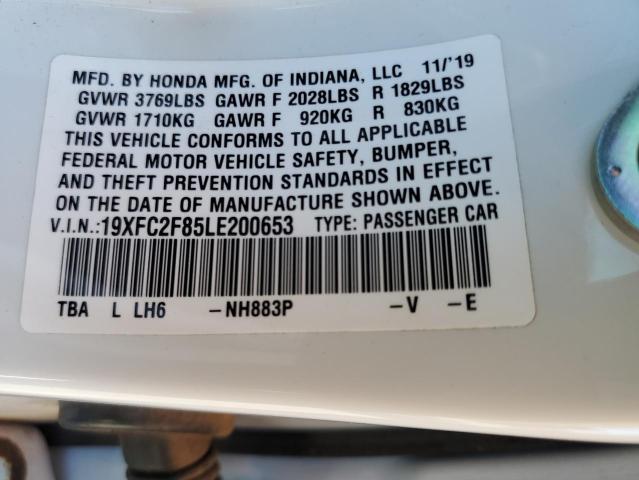 MFD. BY HONDA MFG. OF INDIANA, LLC 11/'19
GVWR 3769LBS GAWR F 2028LBS R 1829LBS
GVWR 1710KG GAWR F 920KG R 830KG
THIS VEHICLE CONFORMS TO ALL APPLICABLE
FEDERAL MOTOR VEHICLE SAFETY, BUMPER,
AND THEFT PREVENTION STANDARDS IN EFFECT
ON THE DATE OF MANUFACTURE SHOWN ABOVE.
V.I.N.:19XFC2F85LE200653 TYPE: PASSENGER CAR
TBA L LH6 -NH883P -V -E